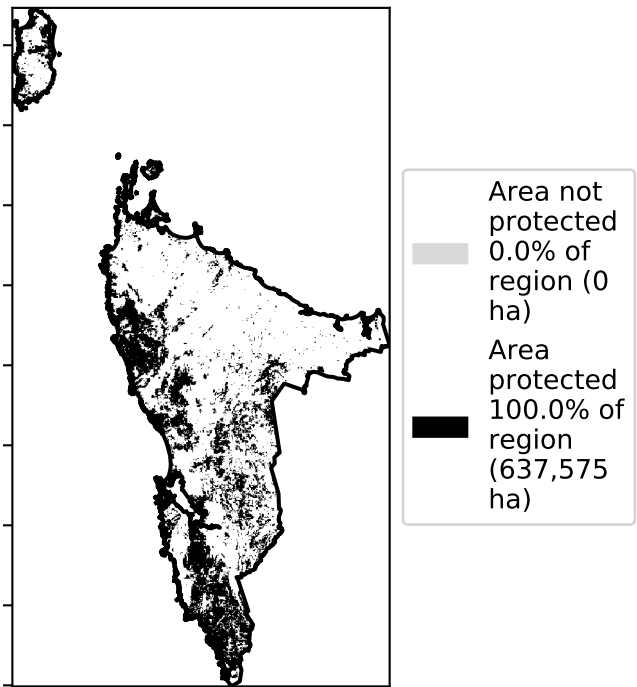 Area not
protected
0.0% of
region (0
ha)
Area
protected
100.0% of
region
(637,575
ha)